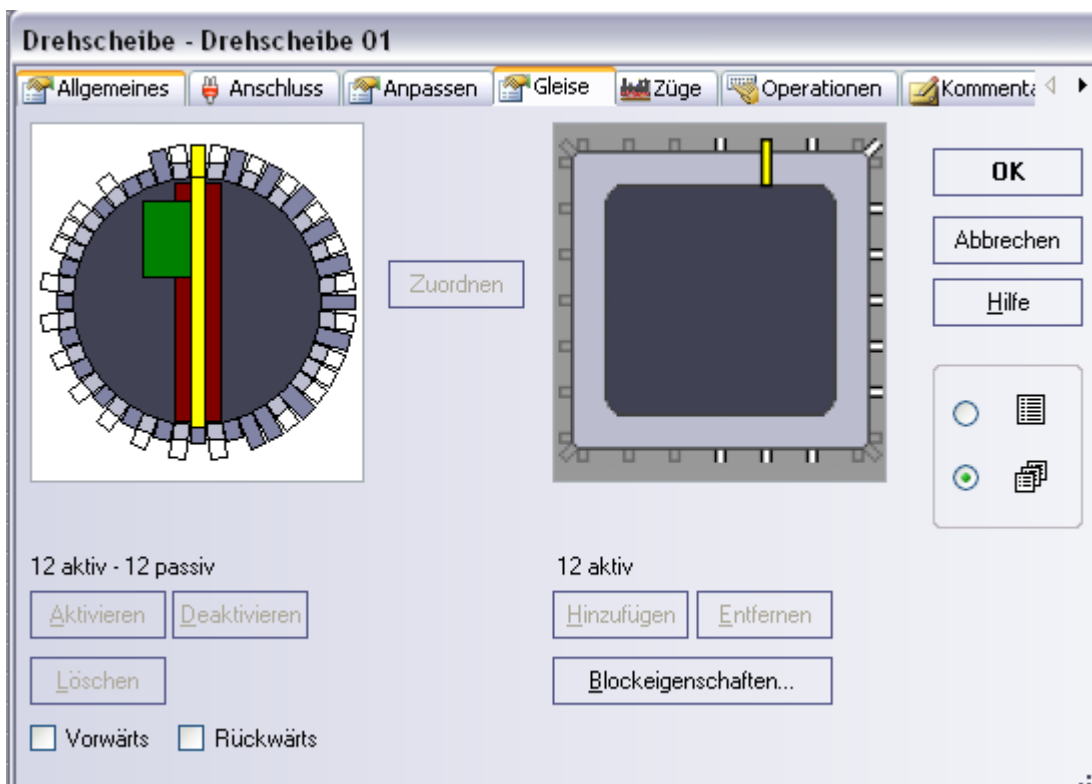 Drehscheibe - Drehscheibe 01
Allgemeines Anschluss Anpassen Gleise Züge Operationen Kommenta
Zuordnen
OK
Abbrechen
Hilfe
12 aktiv - 12 passiv 12 aktiv
Aktivieren Deaktivieren Hinzufügen Entfernen
Löschen Blockeigenschaften...
Vorwärts Rückwärts